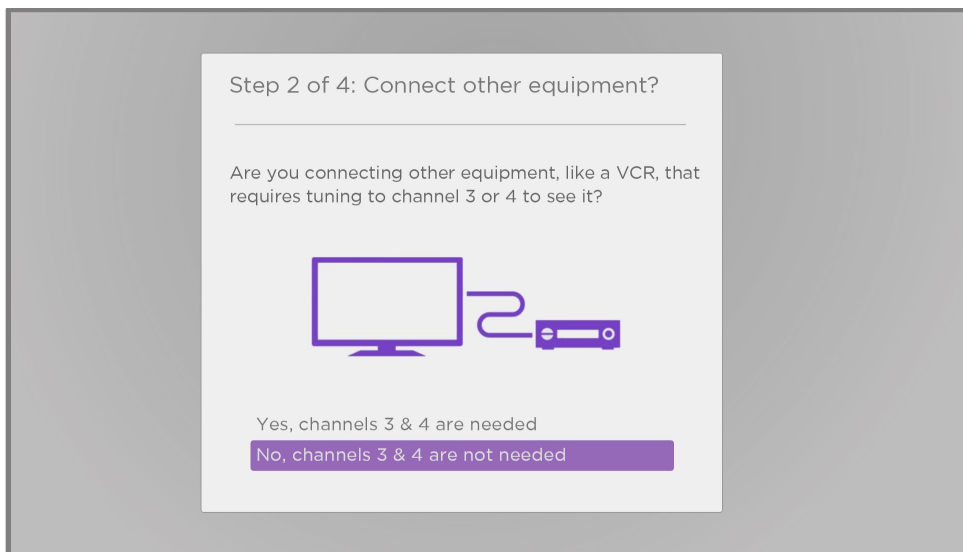 Step 2 of 4: Connect other equipment?
Are you connecting other equipment, like a VCR, that
requires tuning to channel 3 or 4 to see it?
Yes, channels 3 & 4 are needed
No, channels 3 & 4 are not needed